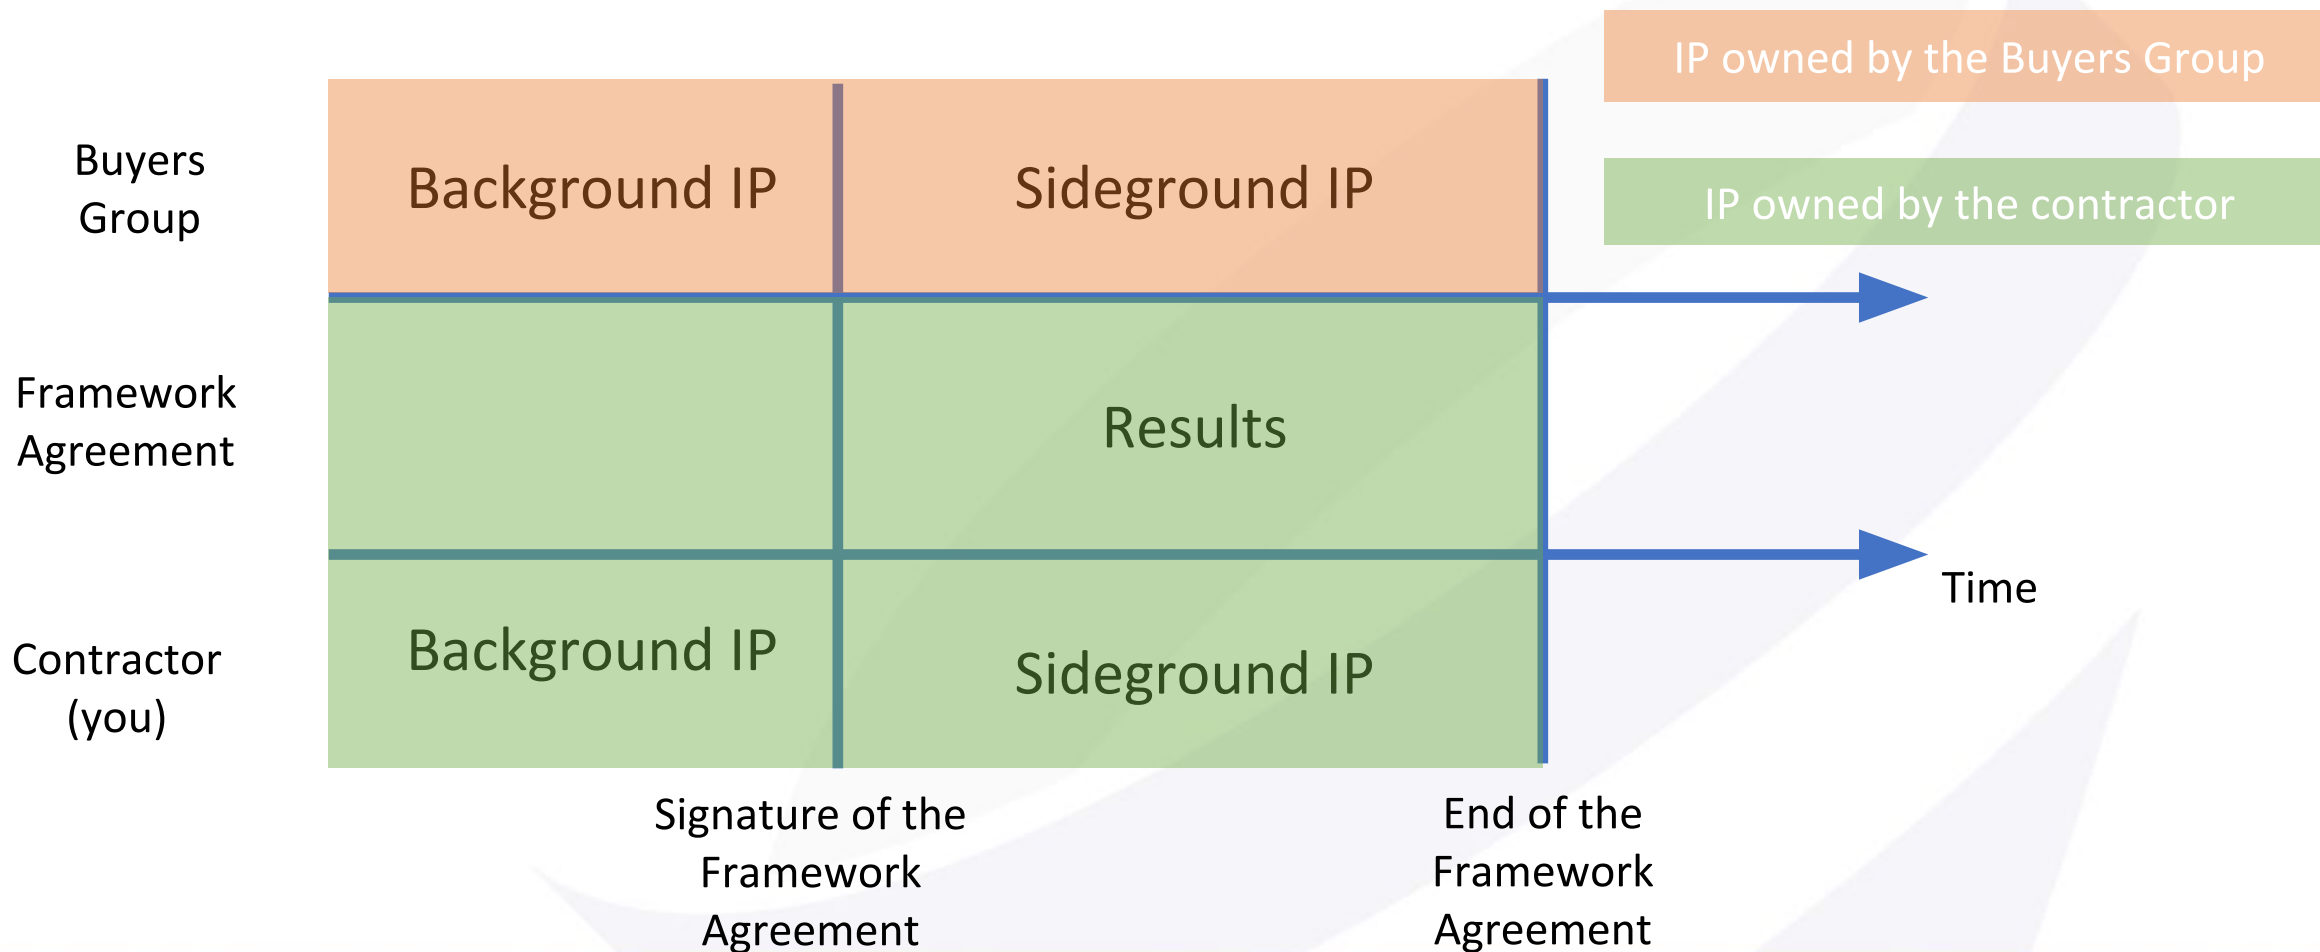 IP owned by the Buyers Group
IP owned by the contractor
Buyers
Group
Background IP
Sideground IP
Framework
Agreement
Results
Time
Contractor
(you)
Background IP
Sideground IP
Signature of the
Framework
Agreement
End of the
Framework
Agreement